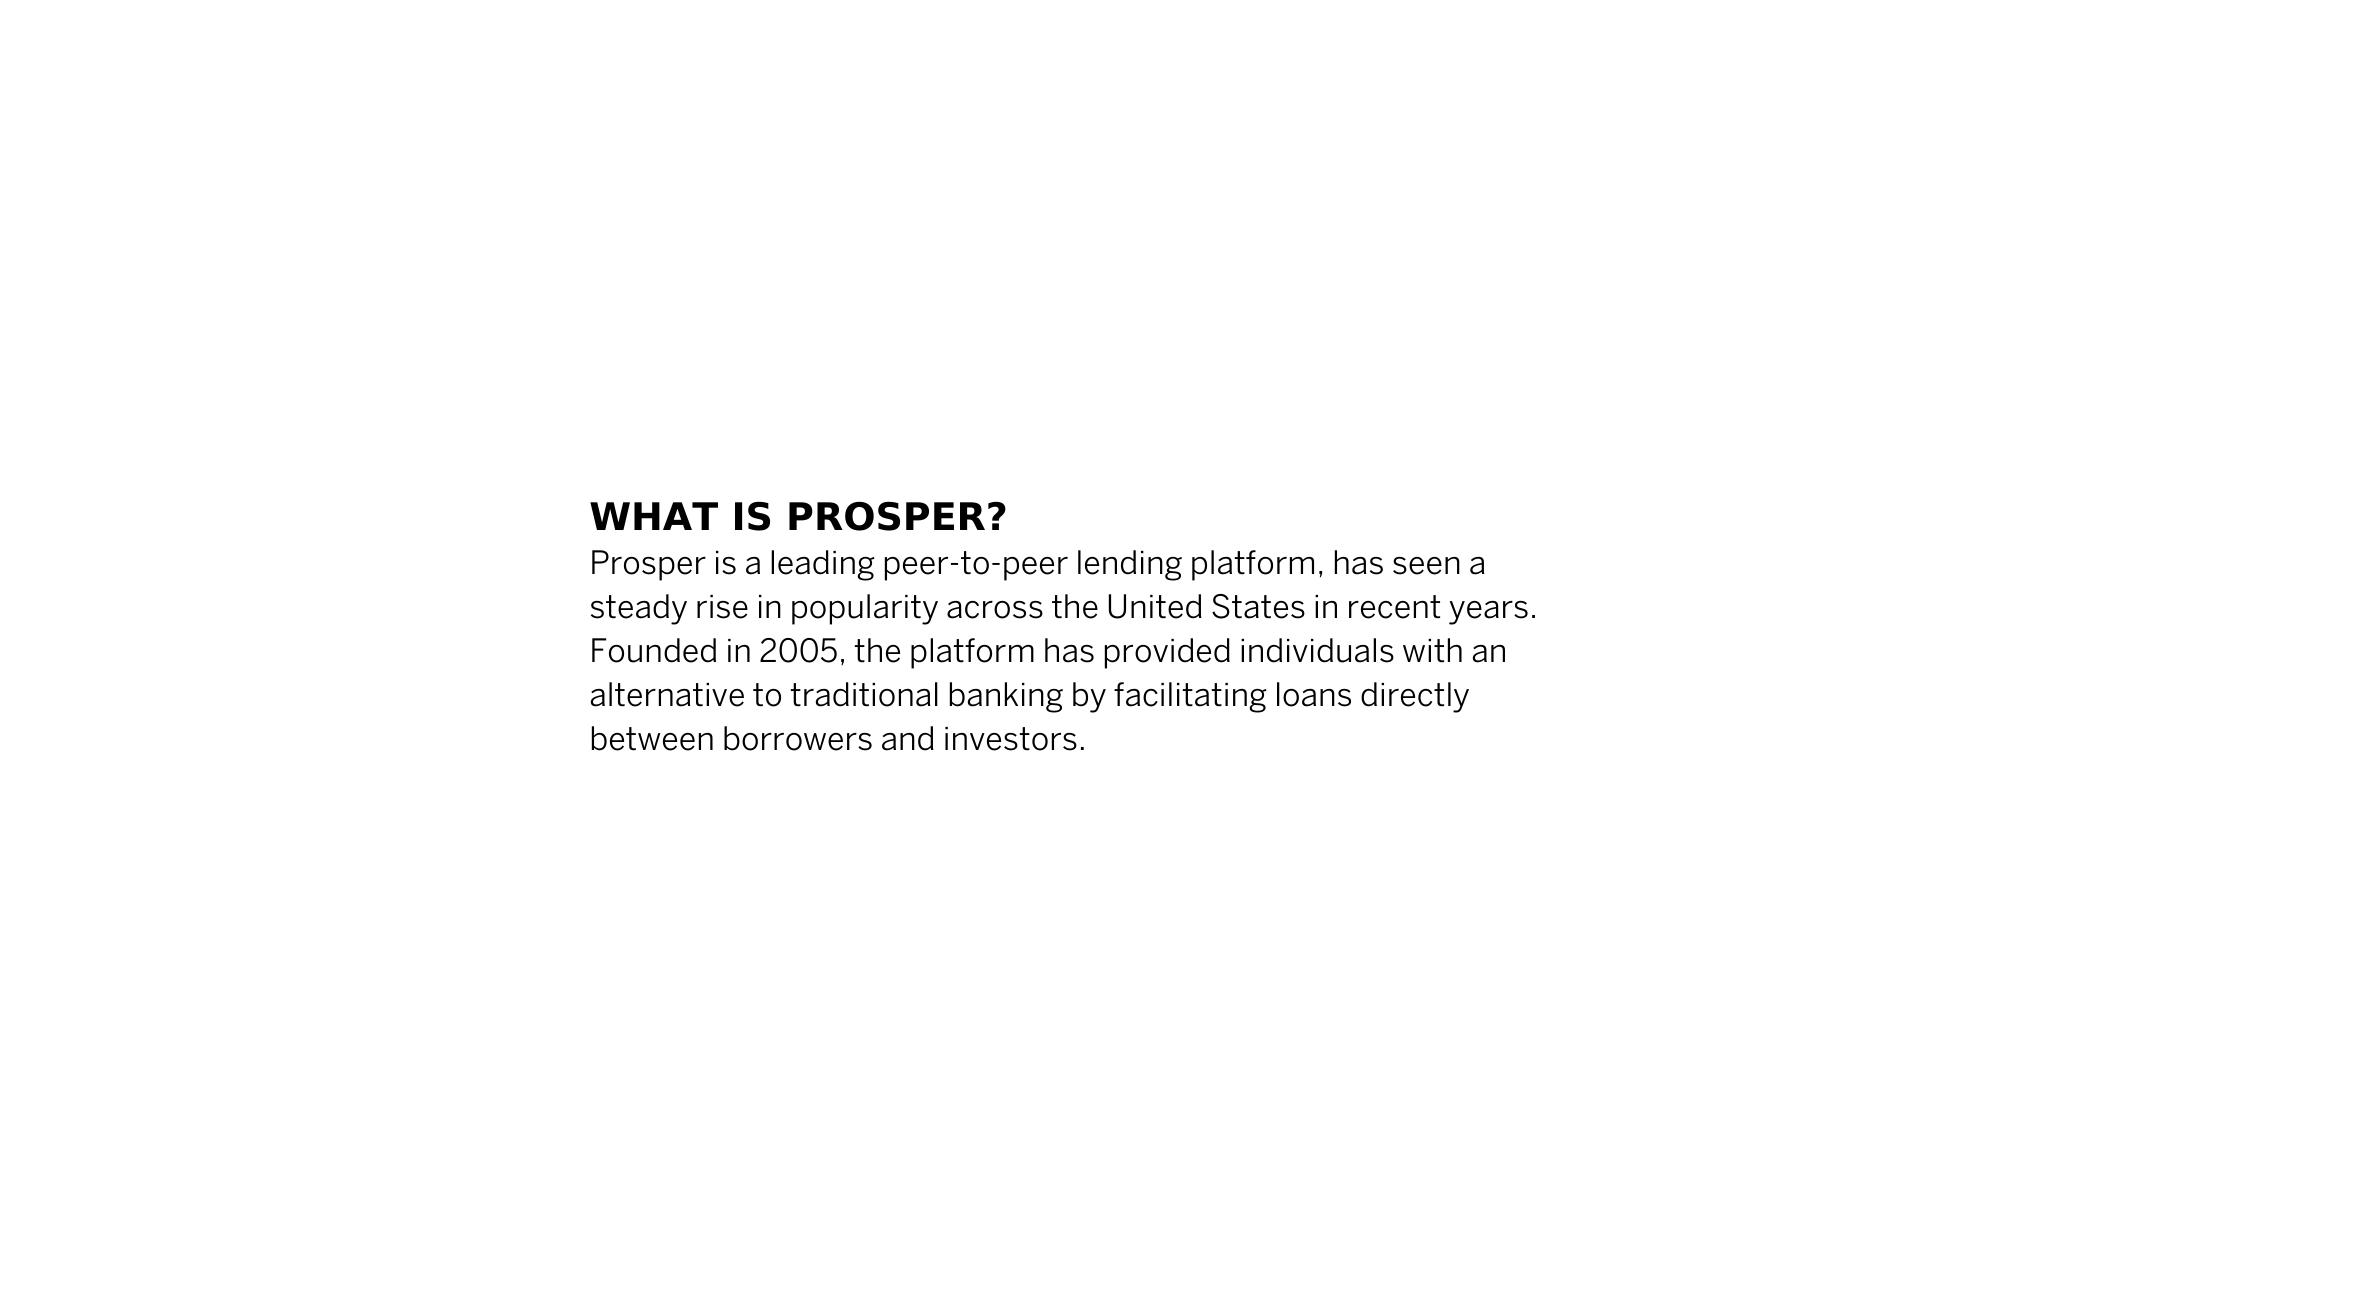 WHAT IS PROSPER?
Prosper is a leading peer-to-peer lending platform, has seen a
steady rise in popularity across the United States in recent years.
Founded in 2005, the platform has provided individuals with an
alternative to traditional banking by facilitating loans directly
between borrowers and investors.